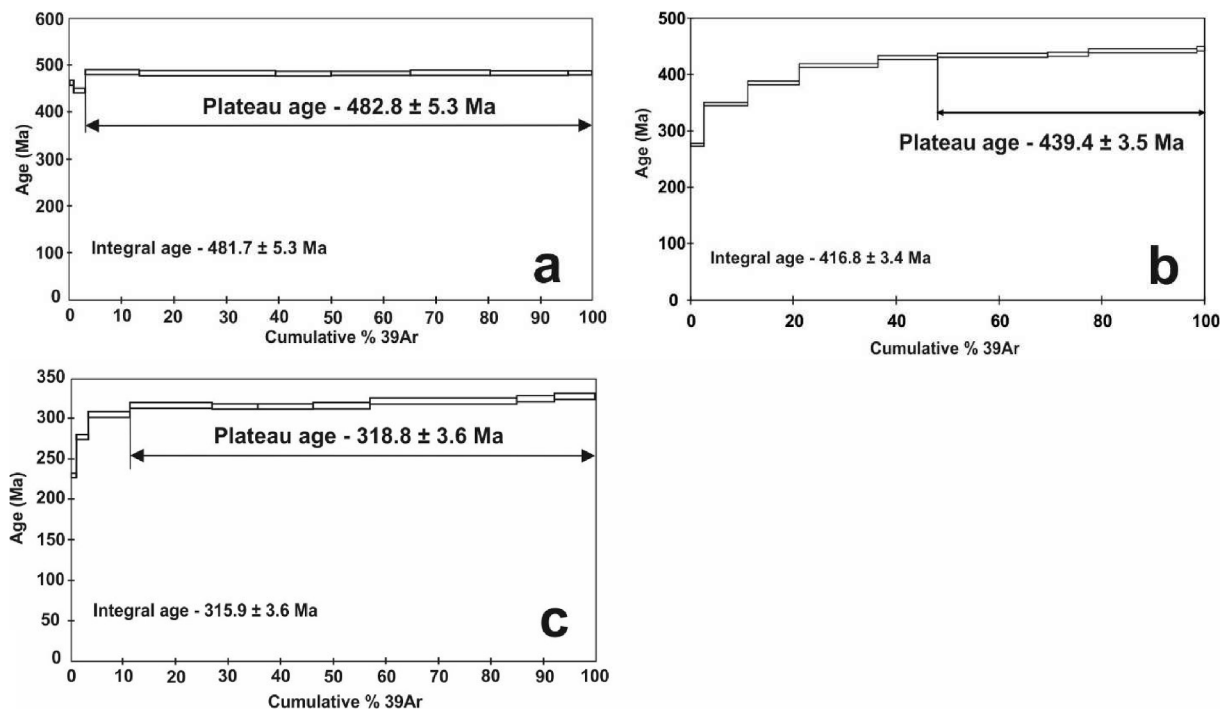 600
500
400
300
200
100
0
Age (Ma)
Plateau age - 482.8 ± 5.3 Ma
Integral age - 481.7 ± 5.3 Ma
a
0 10 20 30 40 50 60 70 80 90 100
Cumulative % 39Ar
500
400
300
200
100
0
Age (Ma)
Plateau age - 439.4 ± 3.5 Ma
Integral age - 416.8 ± 3.4 Ma
b
0 20 40 60 80 100
Cumulative % 39Ar
350
300
250
200
150
100
50
0
Age (Ma)
Plateau age - 318.8 ± 3.6 Ma
Integral age - 315.9 ± 3.6 Ma
c
0 10 20 30 40 50 60 70 80 90 100
Cumulative % 39Ar